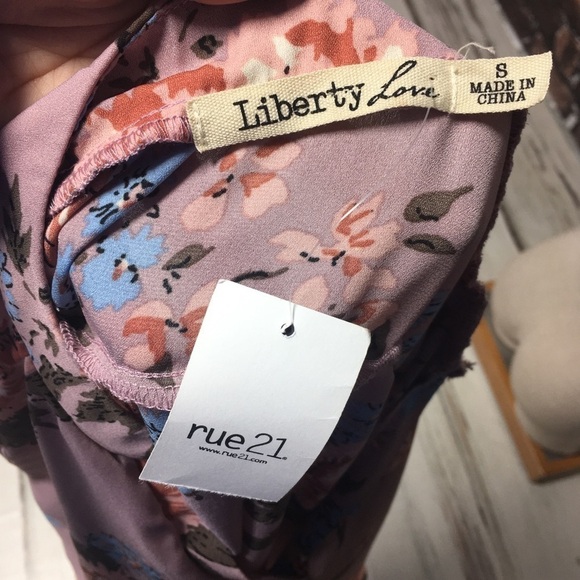 Liberty Love
S
MADE IN
CHINA
rue21®
www.rue21.com